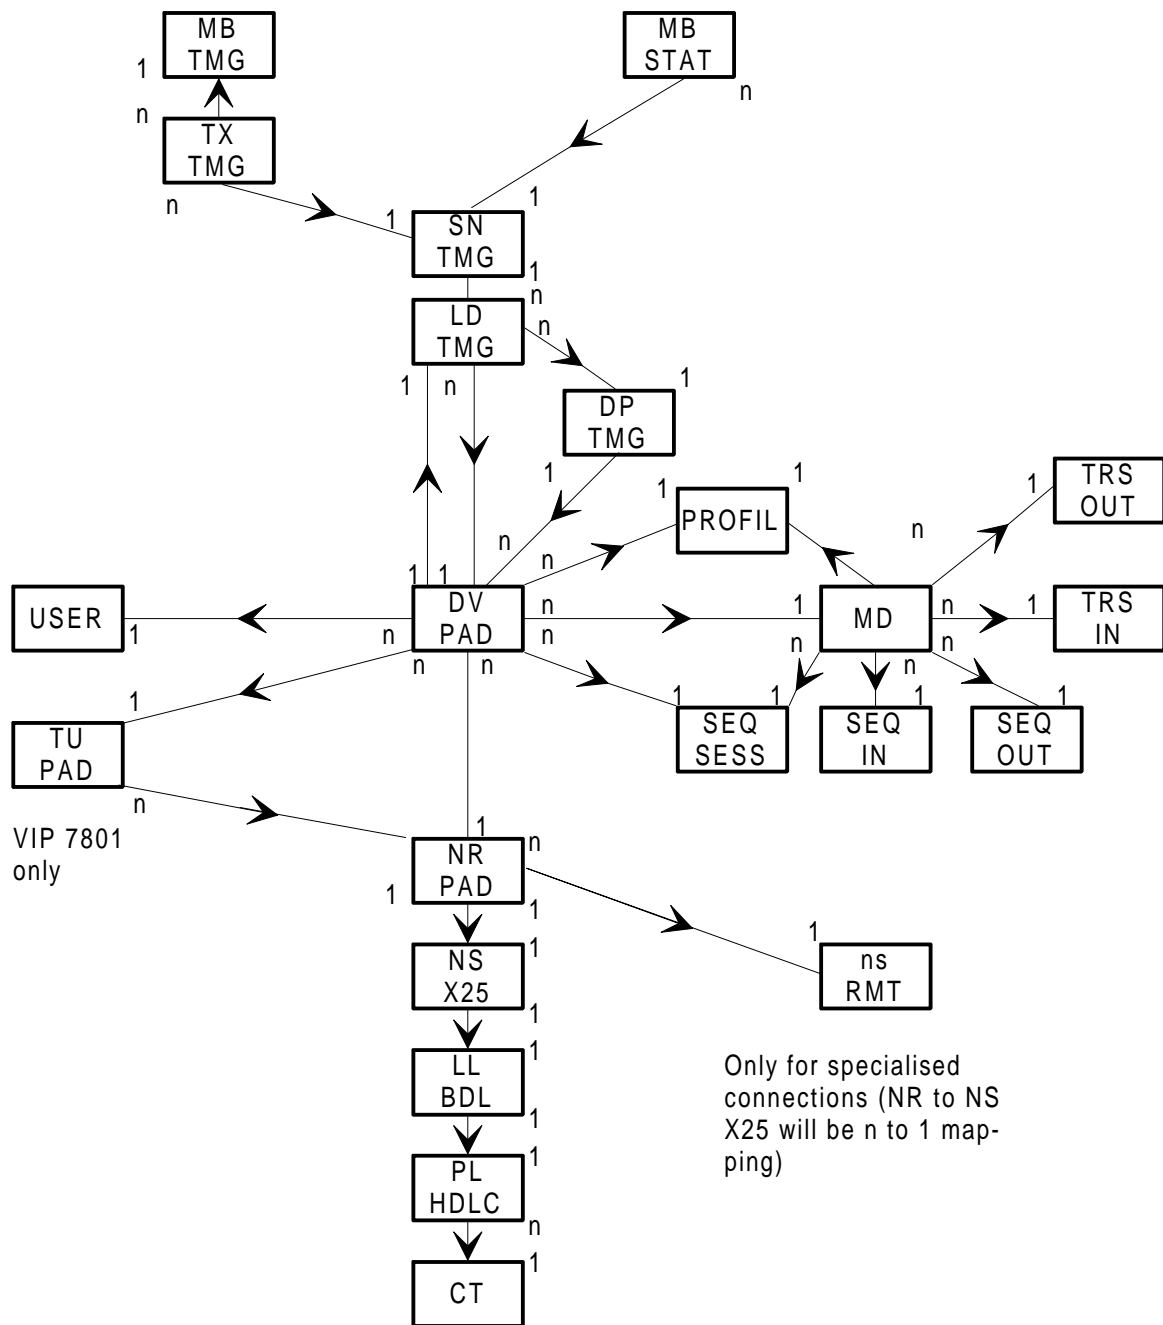 MB
TMG
1
MB
STAT
n
n
TX
TMG
n
1
1
SN
TMG
1
n
LD
TMG
n
1
n
1
DP
TMG
1
n
1
1
n
PROFIL
1
1
n
TRS
OUT
1
USER
1
n
DV
PAD
n
n
n
n
1
MD
n
n
n
n
1
TRS
IN
1
TU
PAD
n
1
SEQ
SESS
1
1
SEQ
IN
1
SEQ
OUT
VIP 7801
only
1
n
NR
PAD
1
1
1
NS
X25
1
1
ns
RMT
1
LL
BDL
1
Only for specialised
connections (NR to NS
X25 will be n to 1 map-
ping)
1
PL
HDLC
n
1
CT